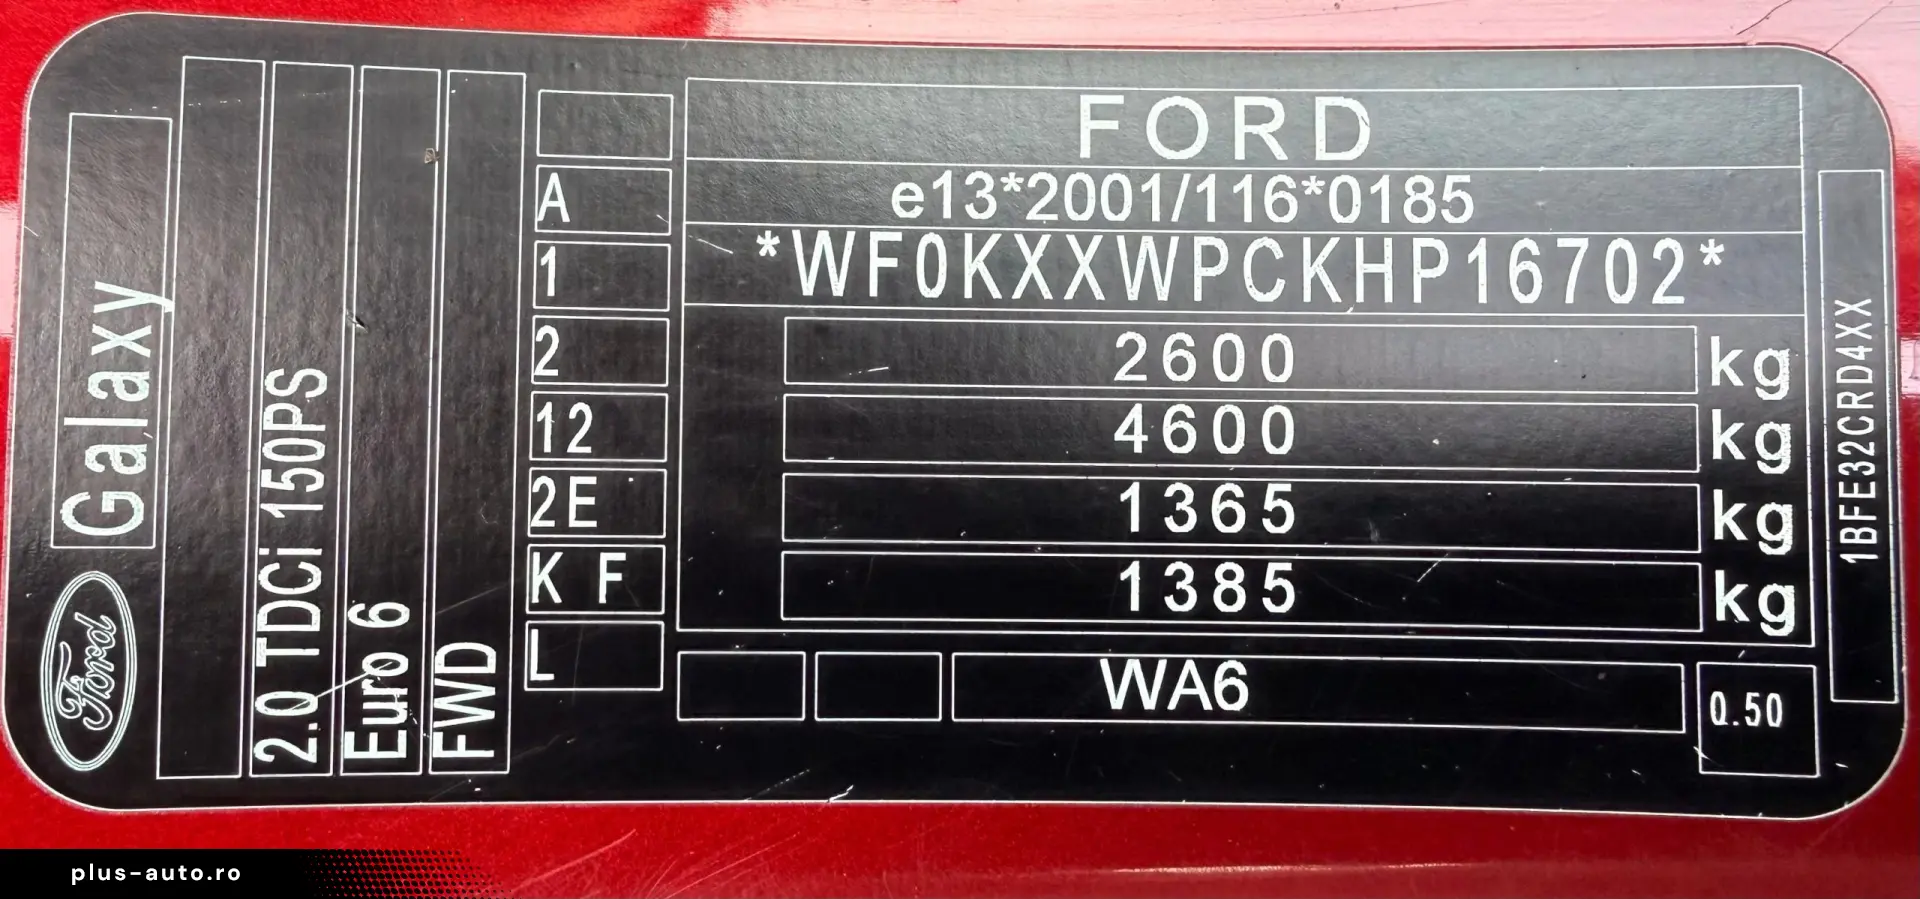 Ford
Galaxy
2.0 TDCi 150PS
Euro 6
FWD
FORD
A
e13*2001/116*0185
1
*WF0KXXWPCKHP16702*
2
2600 kg
12
4600 kg
2E
1365 kg
K F
1385 kg
L
WA6
0.50
1BFE32CRD4XX
plus-auto.ro